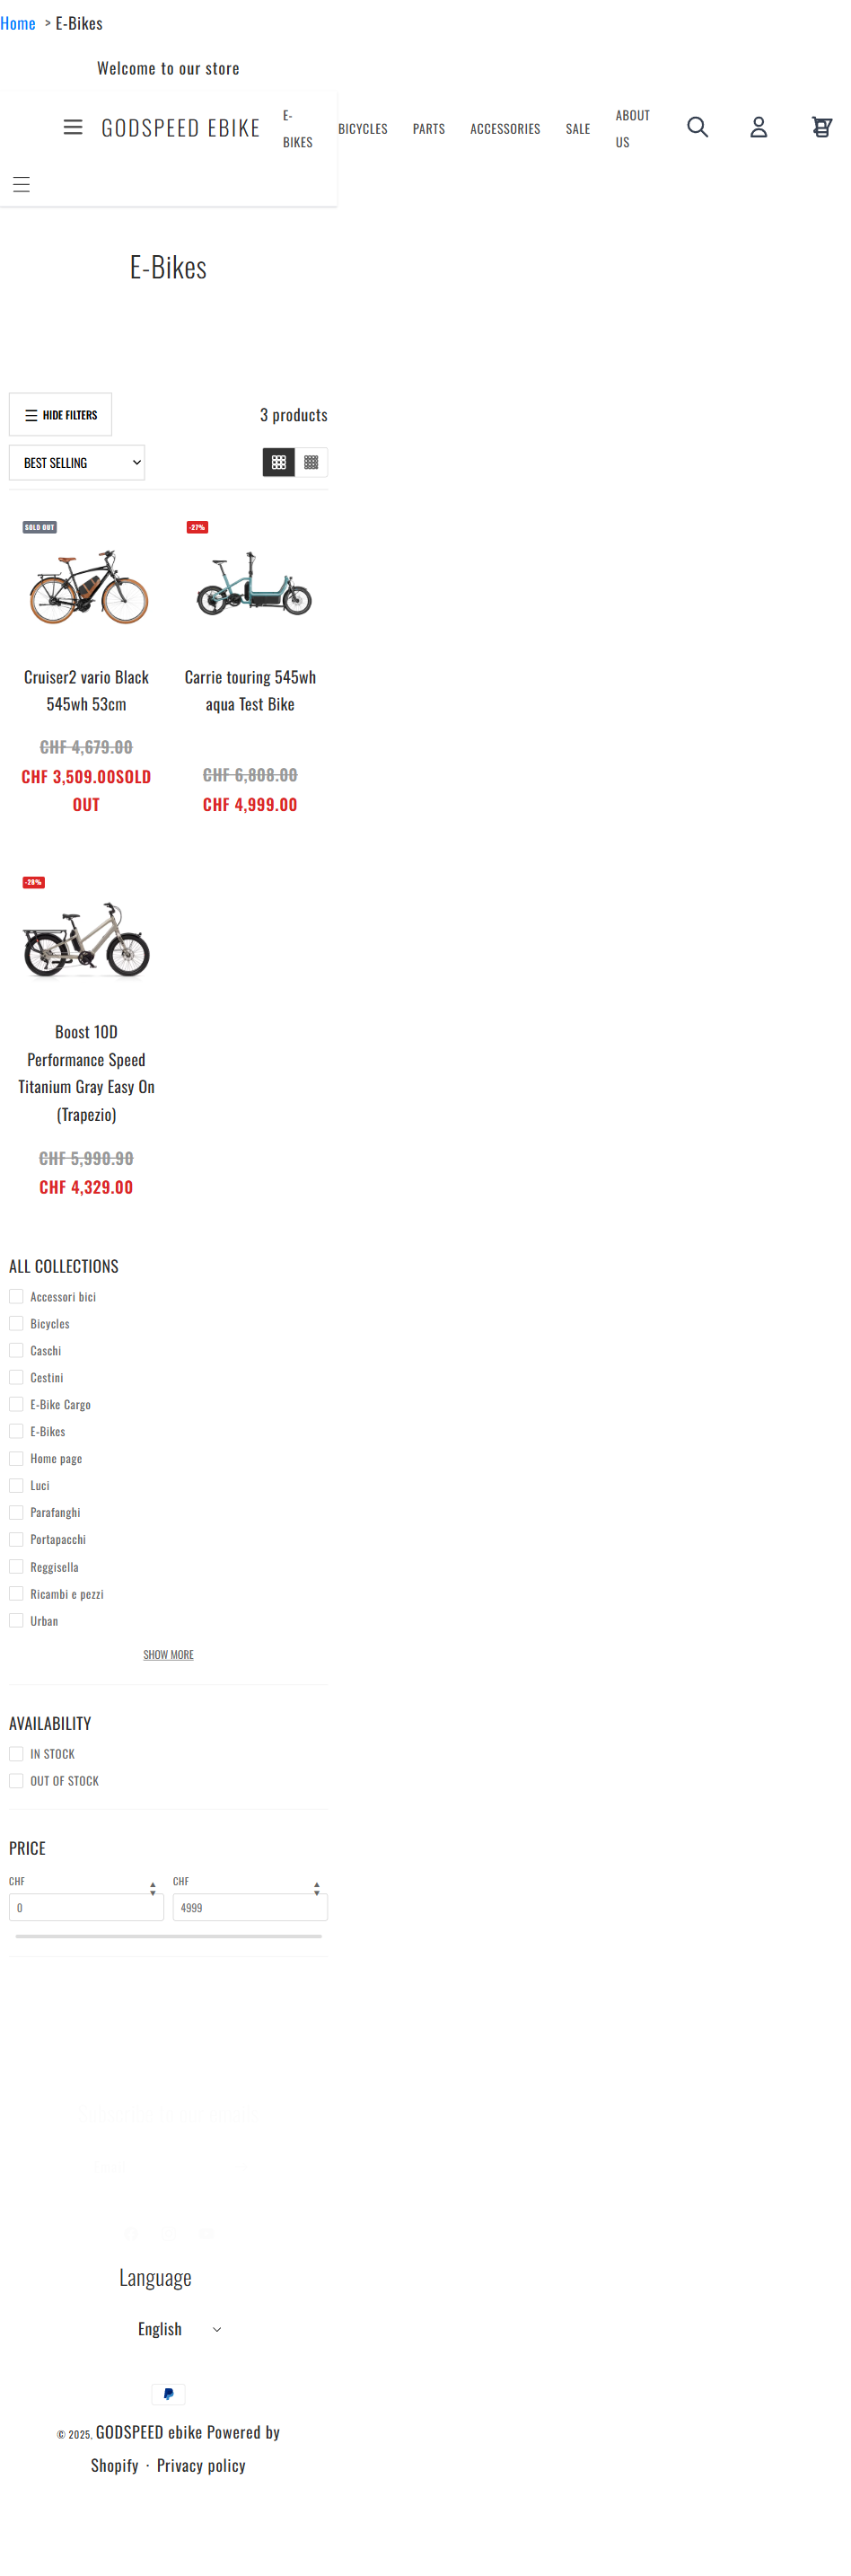 Home > E-Bikes
Welcome to our store
GODSPEED EBIKE
E-
BIKES
BICYCLES
PARTS
ACCESSORIES
SALE
ABOUT
US
E-Bikes
HIDE FILTERS
3 products
BEST SELLING
SOLD OUT
-27%
Cruiser2 vario Black
545wh 53cm
CHF 4,679.00
CHF 3,509.00SOLD
OUT
Carrie touring 545wh
aqua Test Bike
CHF 6,808.00
CHF 4,999.00
-28%
Boost 10D
Performance Speed
Titanium Gray Easy On
(Trapezio)
CHF 5,990.90
CHF 4,329.00
ALL COLLECTIONS
Accessori bici
Bicycles
Caschi
Cestini
E-Bike Cargo
E-Bikes
Home page
Luci
Parafanghi
Portapacchi
Reggisella
Ricambi e pezzi
Urban
SHOW MORE
AVAILABILITY
IN STOCK
OUT OF STOCK
PRICE
CHF
0
CHF
4999
Language
English
© 2025, GODSPEED ebike Powered by
Shopify · Privacy policy